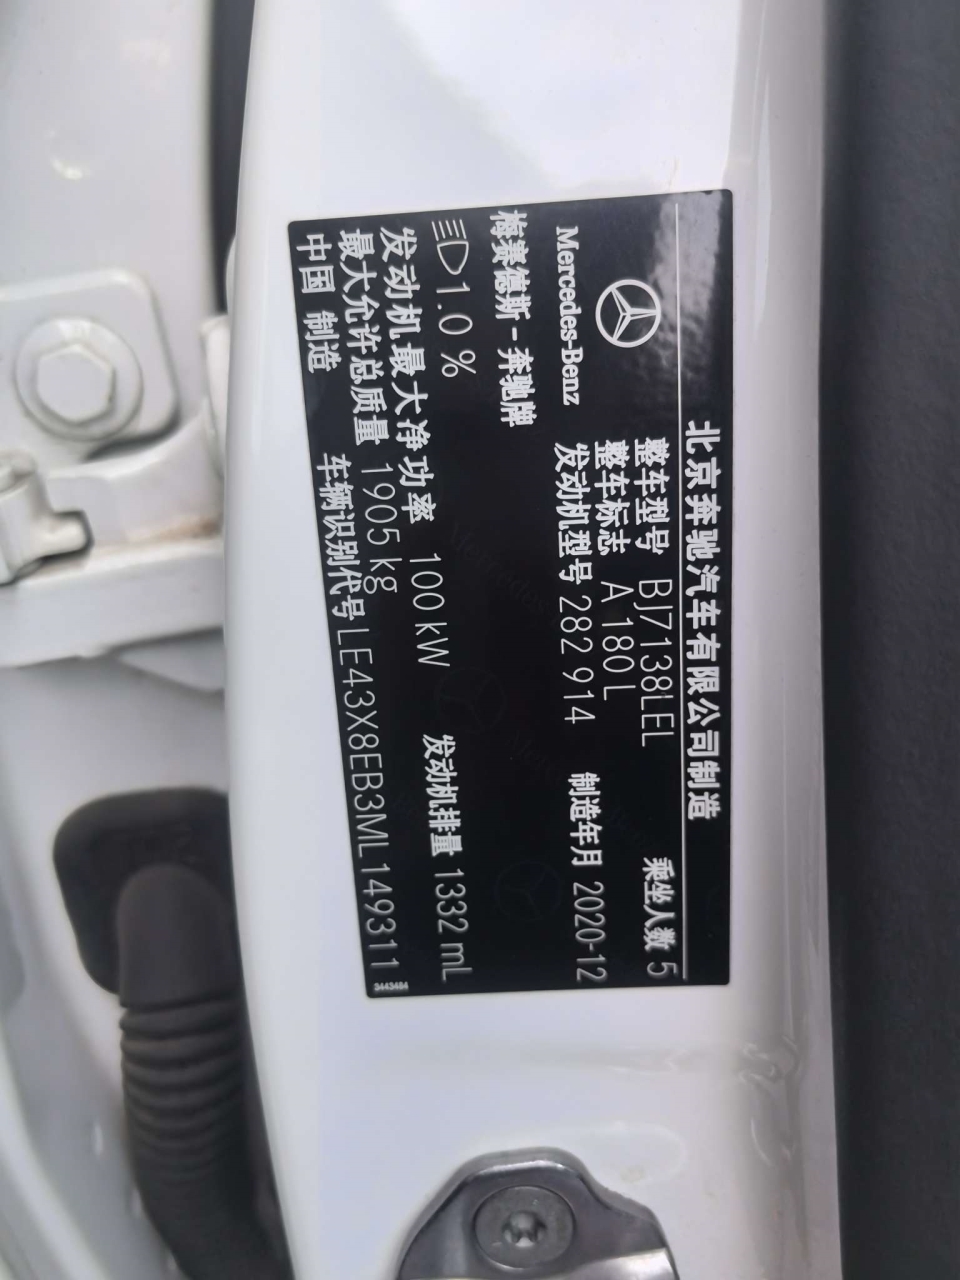 北京奔驰汽车有限公司制造
Mercedes-Benz
梅赛德斯-奔驰牌
整车型号 BJ7138LEL 乘坐人数 5
整车标志 A 180 L
发动机型号 282 914 制造年月 2020-12
1.0 %
发动机最大净功率 100 kW 发动机排量 1332 mL
最大允许总质量 1905 kg
中国 制造 车辆识别代号 LE43X8EB3ML149311
3443484